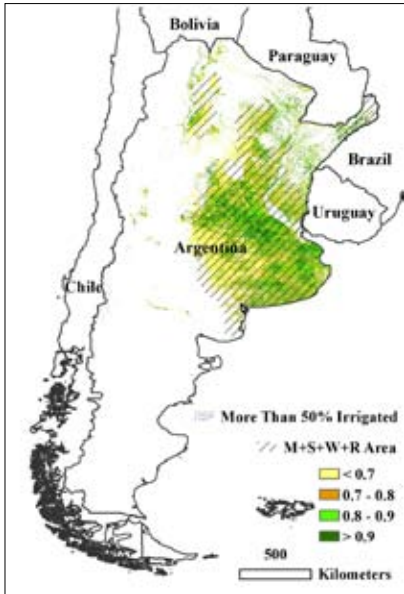 Bolivia
Paraguay
Brazil
Uruguay
Argentina
Chile
More Than 50% Irrigated
M+S+W+R Area
< 0.7
0.7 - 0.8
0.8 - 0.9
> 0.9
500
Kilometers